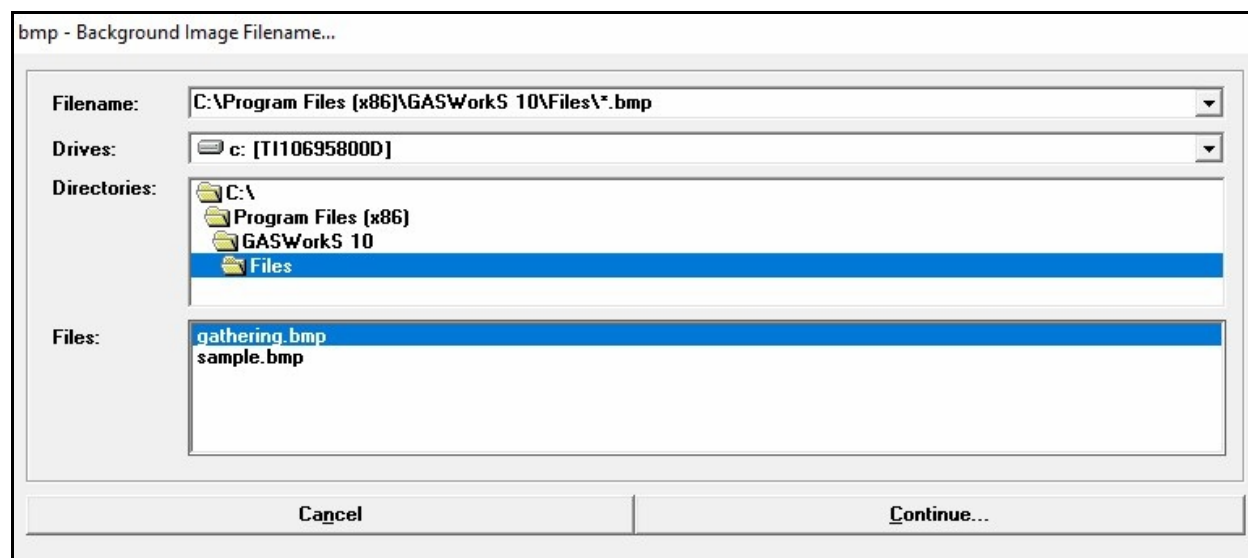 bmp - Background Image Filename...
Filename: C:\Program Files (x86)\GASWorkS 10\Files\*.bmp
Drives: c: [TI10695800D]
Directories: C:\
Program Files (x86)
GASWorkS 10
Files
Files: gathering.bmp
sample.bmp
Cancel Continue...